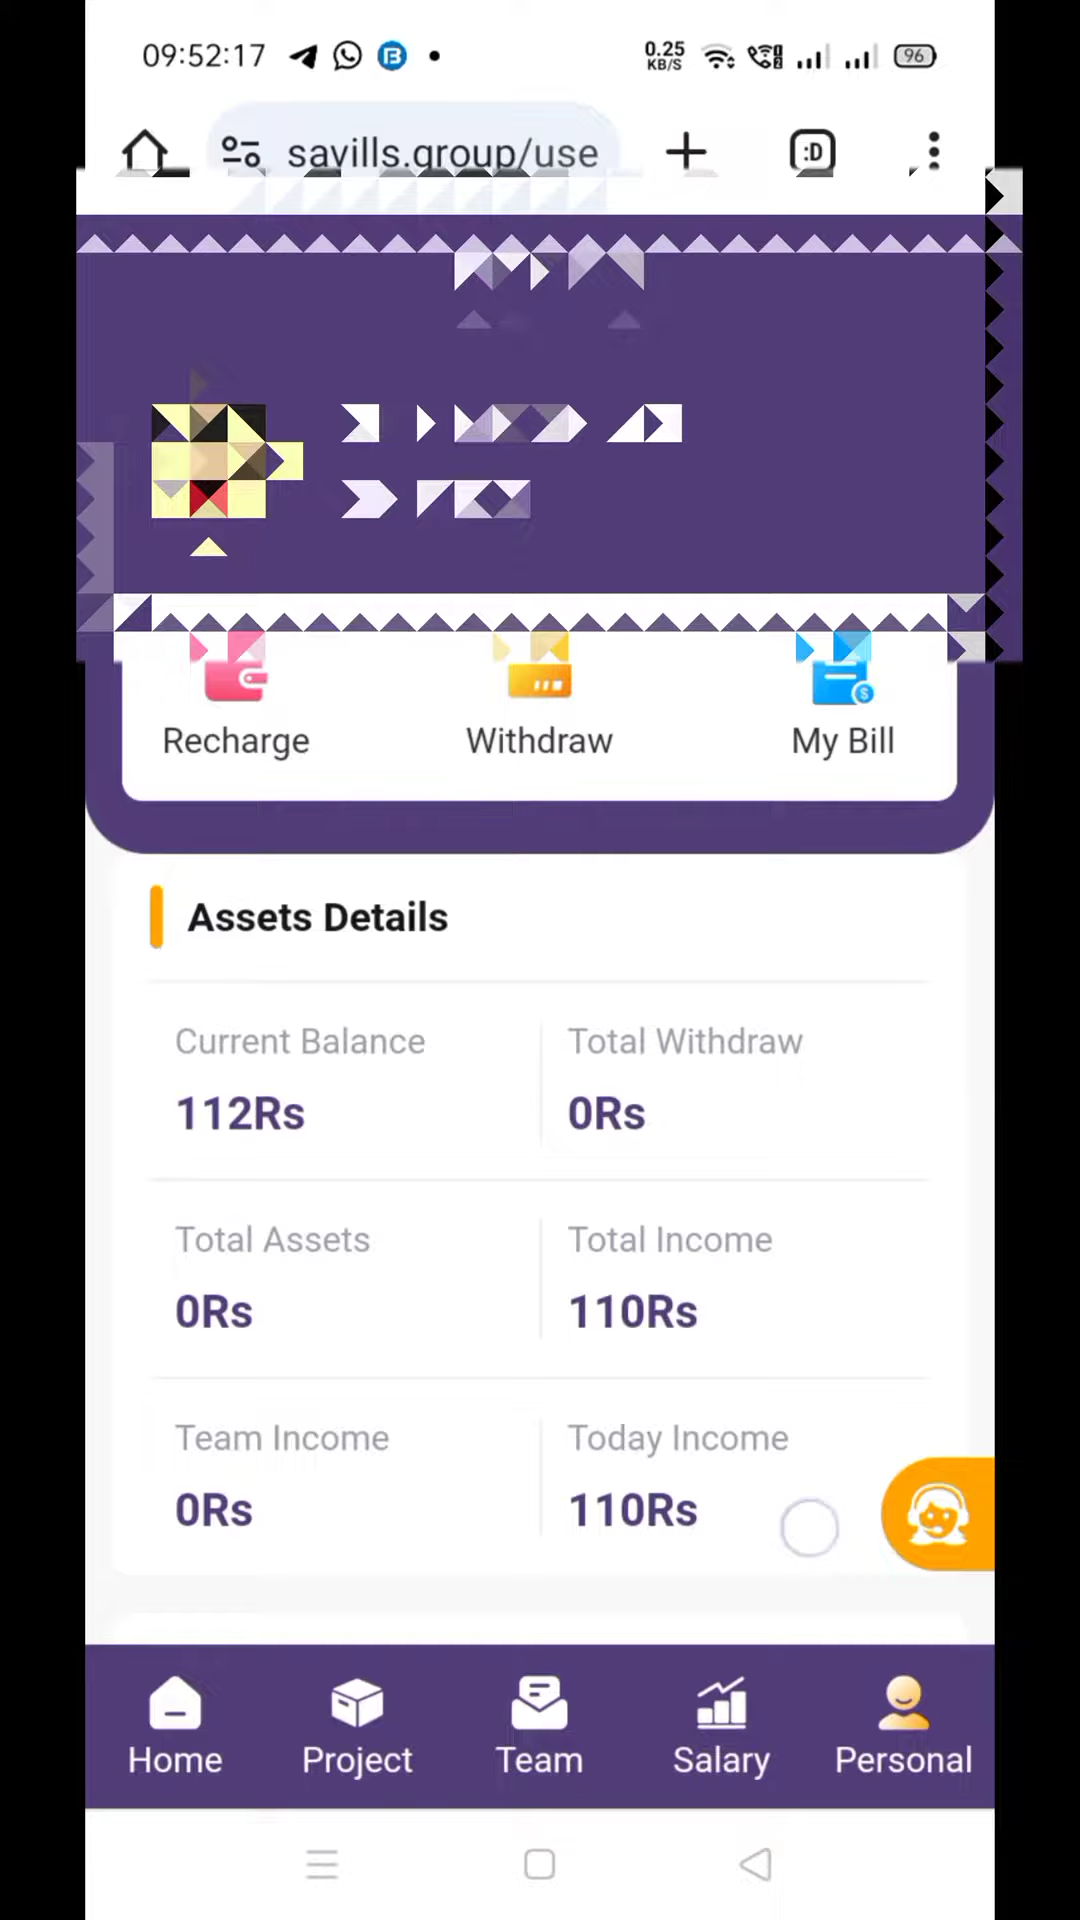 09:52:17
0.25
KB/S
96
savills.group/use
:D
Recharge
Withdraw
My Bill
Assets Details
Current Balance
Total Withdraw
112Rs
0Rs
Total Assets
Total Income
0Rs
110Rs
Team Income
Today Income
0Rs
110Rs
Home
Project
Team
Salary
Personal